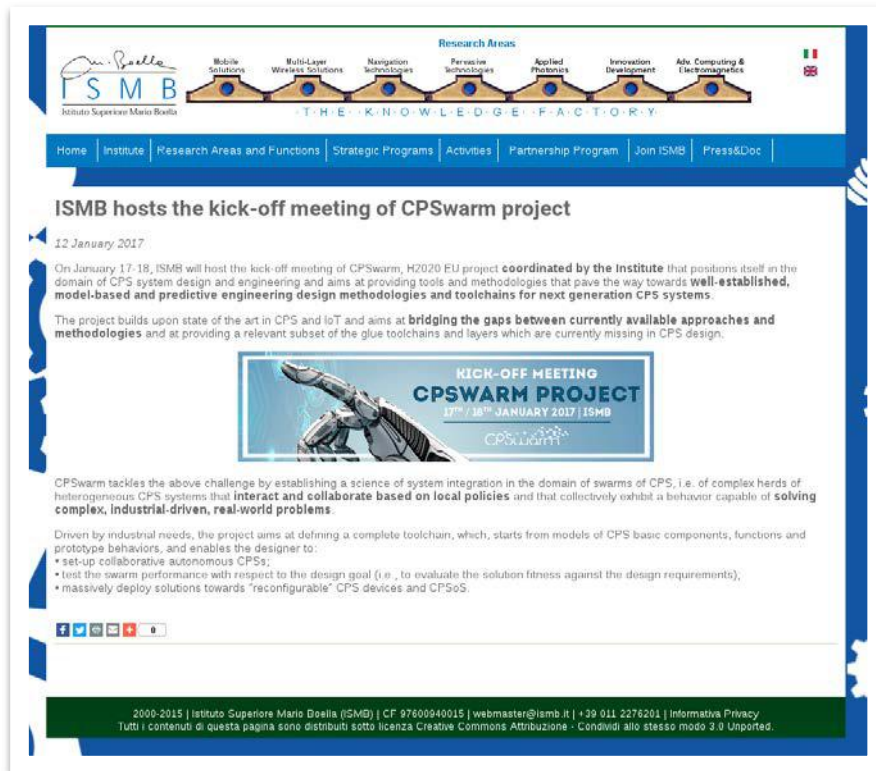 Research Areas
M. Boella
ISMB
Istituto Superiore Mario Boella
Mobile Solutions
Multi-Layer Wireless Solutions
Navigation Technologies
Pervasive Technologies
Applied Photonics
Innovation Development
Adv. Computing & Electromagnetics
·T·H·E· ·K·N·O·W·L·E·D·G·E· ·F·A·C·T·O·R·Y·
Home Institute Research Areas and Functions Strategic Programs Activities Partnership Program Join ISMB Press&Doc
ISMB hosts the kick-off meeting of CPSwarm project
12 January 2017
On January 17-18, ISMB will host the kick-off meeting of CPSwarm, H2020 EU project coordinated by the Institute that positions itself in the
domain of CPS system design and engineering and aims at providing tools and methodologies that pave the way towards well-established,
model-based and predictive engineering design methodologies and toolchains for next generation CPS systems.
The project builds upon state of the art in CPS and IoT and aims at bridging the gaps between currently available approaches and
methodologies and at providing a relevant subset of the glue toolchains and layers which are currently missing in CPS design.
KICK-OFF MEETING
CPSWARM PROJECT
17TH / 18TH JANUARY 2017 | ISMB
CPSwarm
CPSwarm tackles the above challenge by establishing a science of system integration in the domain of swarms of CPS, i.e. of complex herds of
heterogeneous CPS systems that interact and collaborate based on local policies and that collectively exhibit a behavior capable of solving
complex, industrial-driven, real-world problems.
Driven by industrial needs, the project aims at defining a complete toolchain, which, starts from models of CPS basic components, functions and
prototype behaviors, and enables the designer to:
• set-up collaborative autonomous CPSs;
• test the swarm performance with respect to the design goal (i.e., to evaluate the solution fitness against the design requirements);
• massively deploy solutions towards "reconfigurable" CPS devices and CPSoS.
0
2000-2015 | Istituto Superiore Mario Boella (ISMB) | CF 97600940015 | webmaster@ismb.it | +39 011 2276201 | Informativa Privacy
Tutti i contenuti di questa pagina sono distribuiti sotto licenza Creative Commons Attribuzione - Condividi allo stesso modo 3.0 Unported.